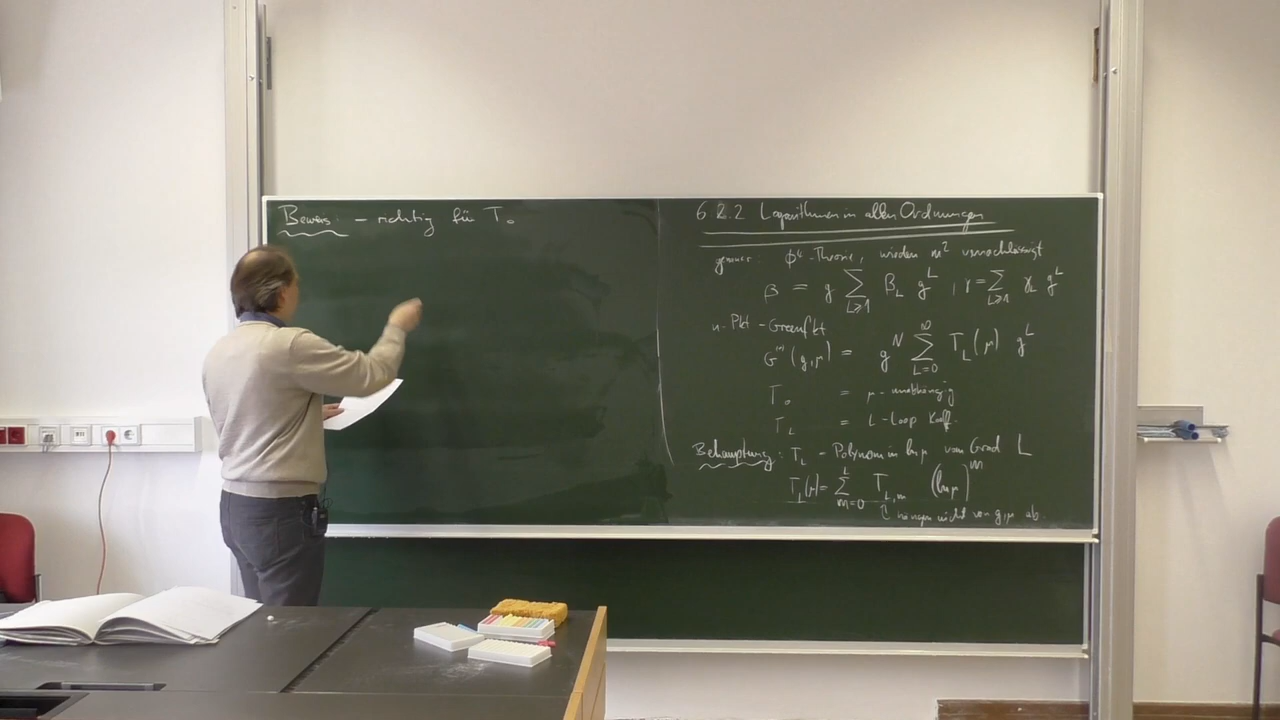 Beweis: – richtig für T₀
6.2.2 Logarithmen in allen Ordnungen
genauer: ϕ⁴-Theorie, wieder m² vernachlässigt
β = g ∑_{L≥1} β_L g^L , γ = ∑_{L≥1} γ_L g^L
n-Pkt-Greenfkt
G^{(n)}(g,μ) = g^N ∑_{L=0}^{∞} T_L(μ) g^L
T₀ = μ-unabhängig
T_L = L-Loop Koeff.
Behauptung: T_L – Polynom in ln μ vom Grad L
T_L(μ) = ∑_{m=0}^{L} T_{L,m} (ln μ)^m
hängen nicht von g,μ ab